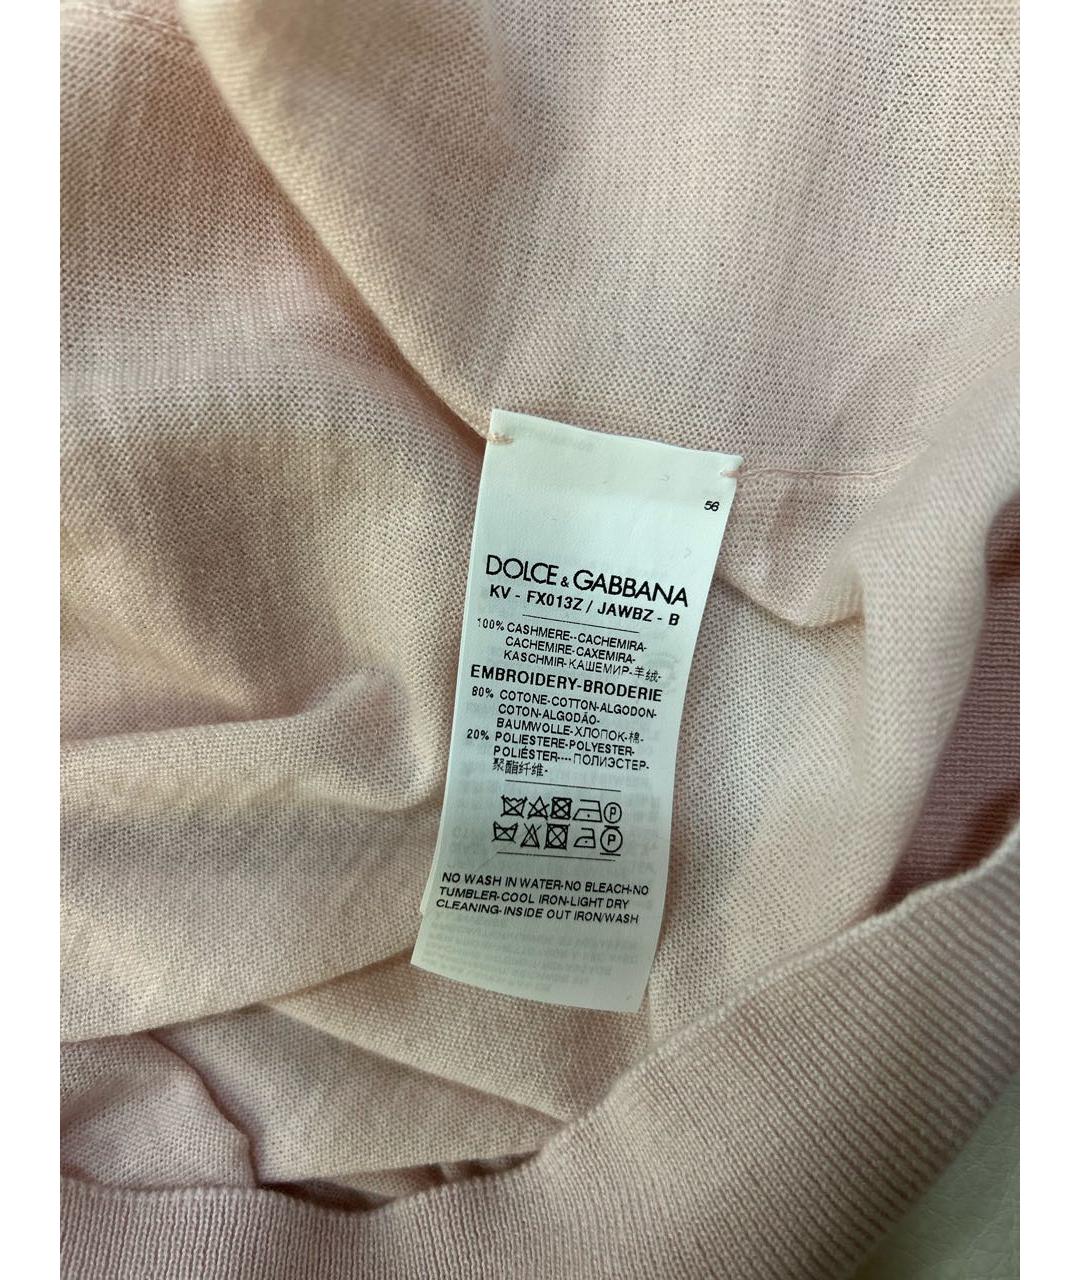 56
DOLCE & GABBANA
KV - FX013Z / JAWBZ - B
100% CASHMERE--CACHEMIRA-
CACHEMIRE-CAXEMIRA-
KASCHMIR-КАШЕМИР-羊绒-
EMBROIDERY-BRODERIE
80% COTONE-COTTON-ALGODON-
COTON-ALGODÃO-
BAUMWOLLE-ХЛОПОК-棉-
20% POLIESTERE-POLYESTER-
POLIÉSTER----ПОЛИЭСТЕР-
聚酯纤维-
P
P
NO WASH IN WATER-NO BLEACH-NO
TUMBLER-COOL IRON-LIGHT DRY
CLEANING-INSIDE OUT IRON/WASH